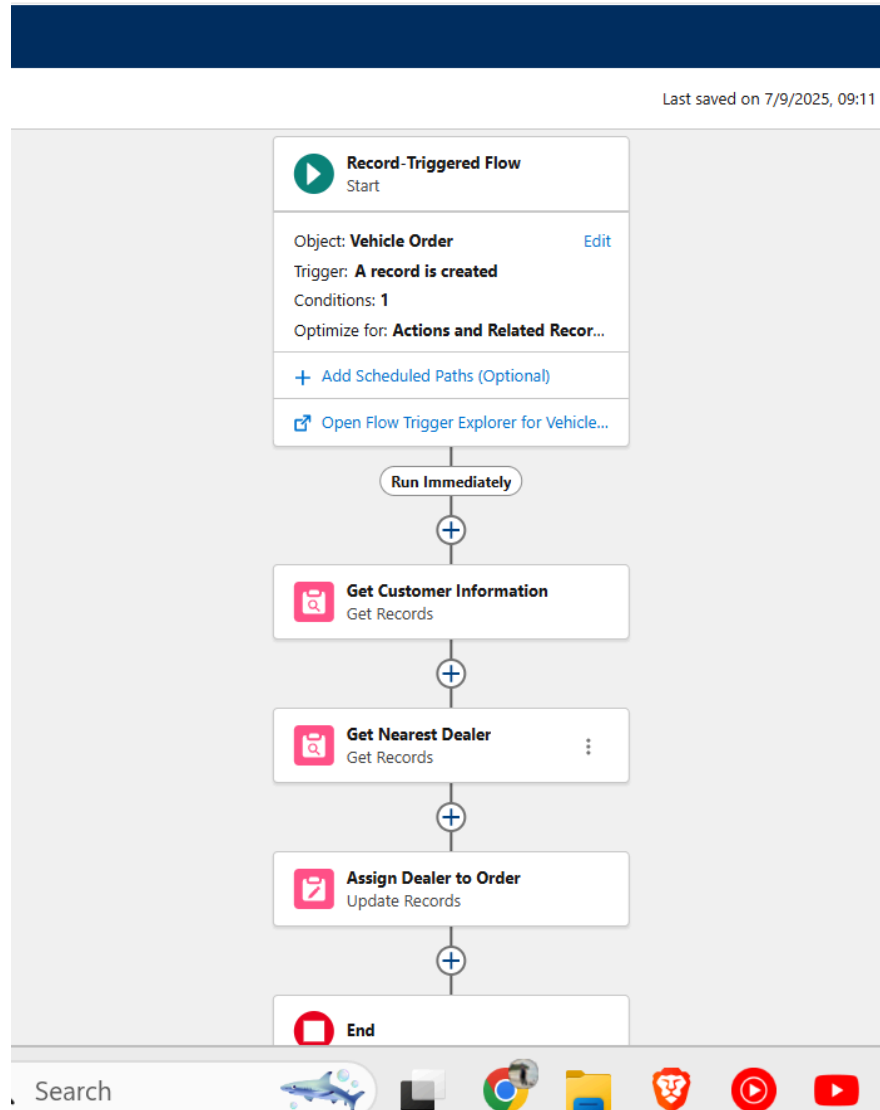 Last saved on 7/9/2025, 09:11
Record-Triggered Flow
Start
Object: Vehicle Order Edit
Trigger: A record is created
Conditions: 1
Optimize for: Actions and Related Recor...
+ Add Scheduled Paths (Optional)
Open Flow Trigger Explorer for Vehicle...
Run Immediately
Get Customer Information
Get Records
Get Nearest Dealer
Get Records
Assign Dealer to Order
Update Records
End
Search